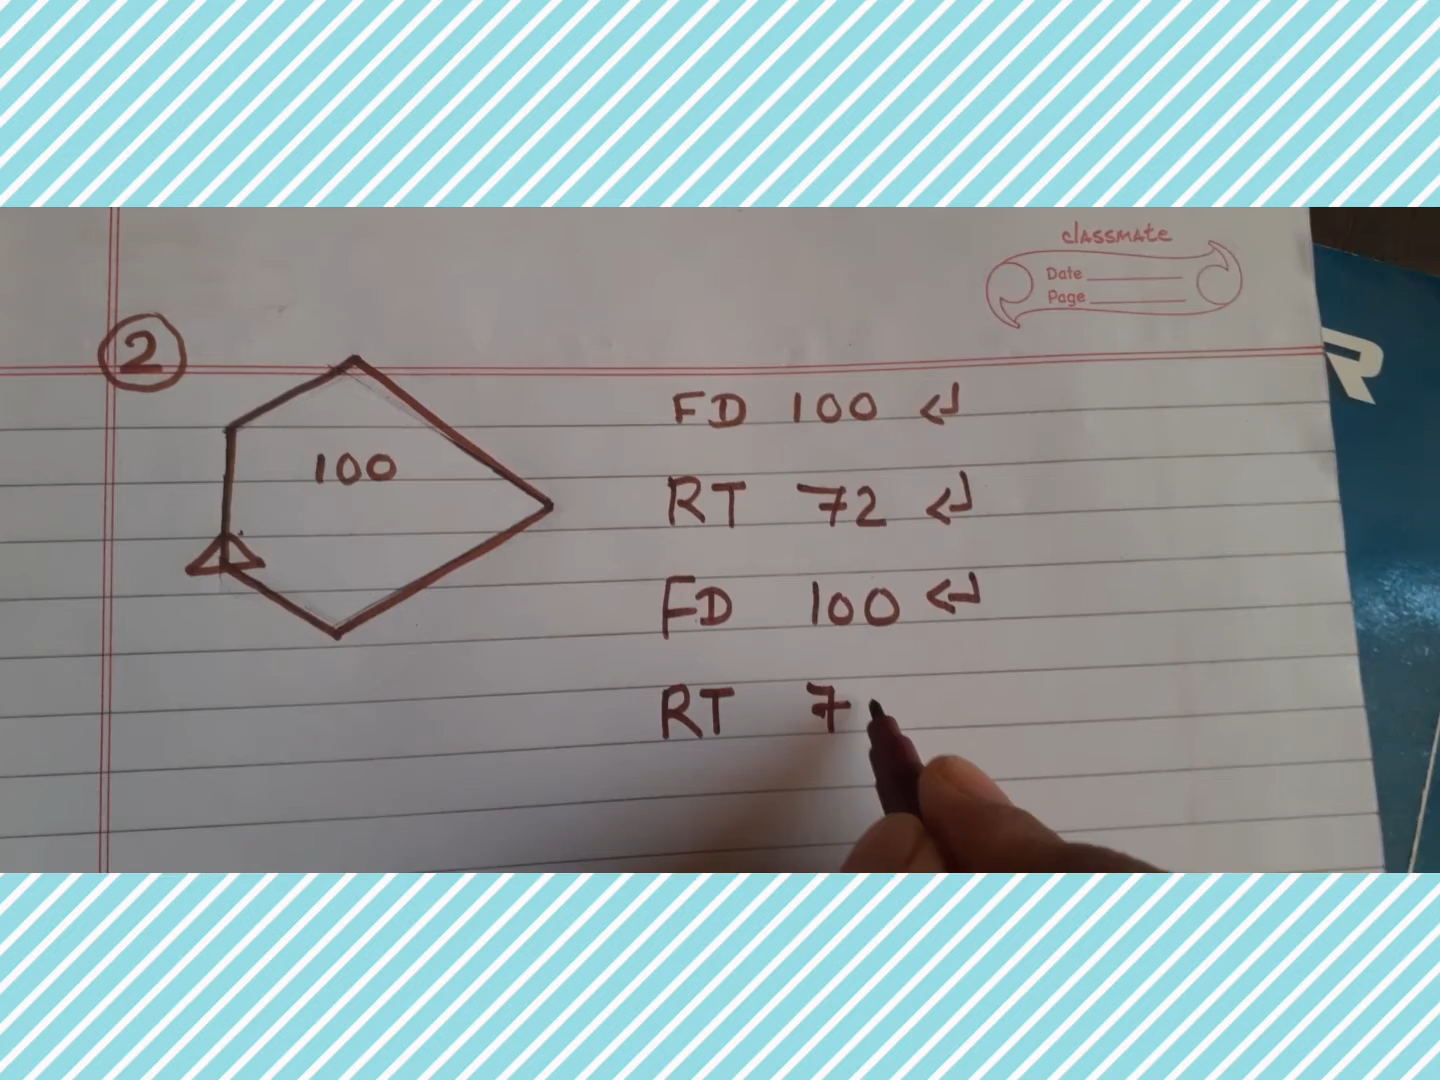 classmate
Date
Page
R
2
100
FD 100 ↵
RT 72 ↵
FD 100 ↵
RT 7